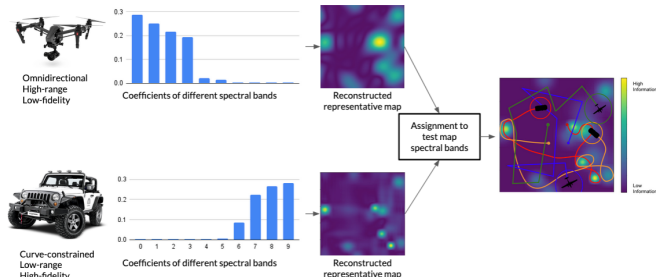 0.3
0.2
0.1
0.0
Omnidirectional
High-range
Low-fidelity
Coefficients of different spectral bands
Reconstructed
representative map
Assignment to
test map
spectral bands
High
Information
Low
Information
0.3
0.2
0.1
0.0
0 1 2 3 4 5 6 7 8 9
Curve-constrained
Low-range
High-fidelity
Coefficients of different spectral bands
Reconstructed
representative map